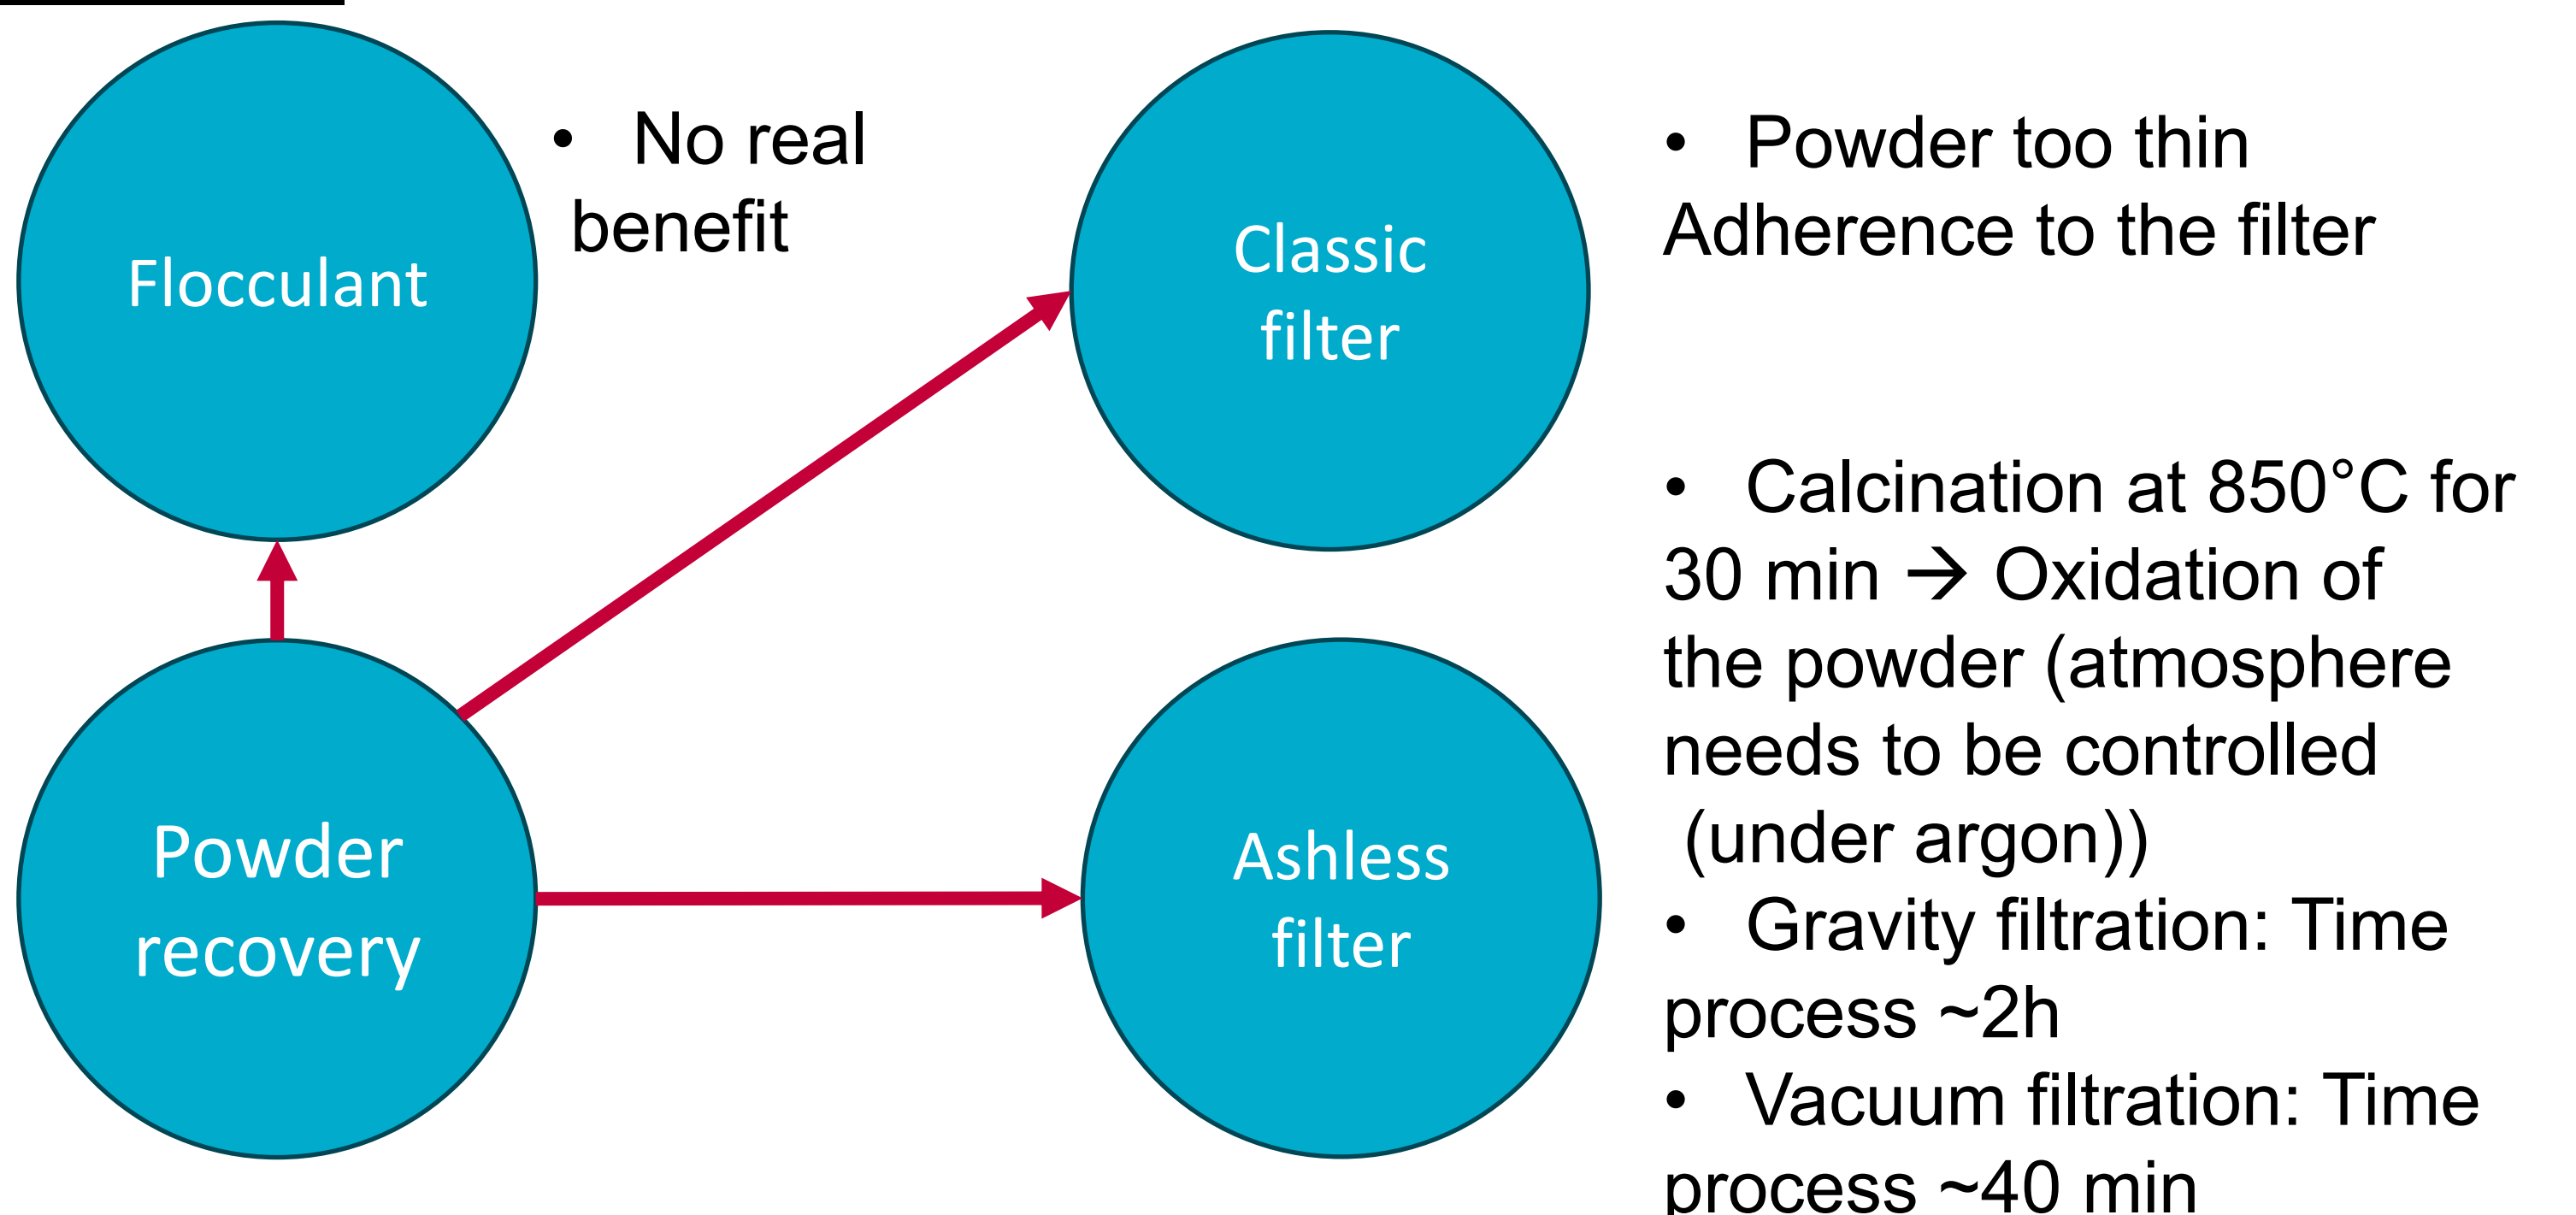 Flocculant
• No real
benefit
Classic
filter
• Powder too thin
Adherence to the filter
Powder
recovery
Ashless
filter
• Calcination at 850°C for
30 min → Oxidation of
the powder (atmosphere
needs to be controlled
(under argon))
• Gravity filtration: Time
process ~2h
• Vacuum filtration: Time
process ~40 min